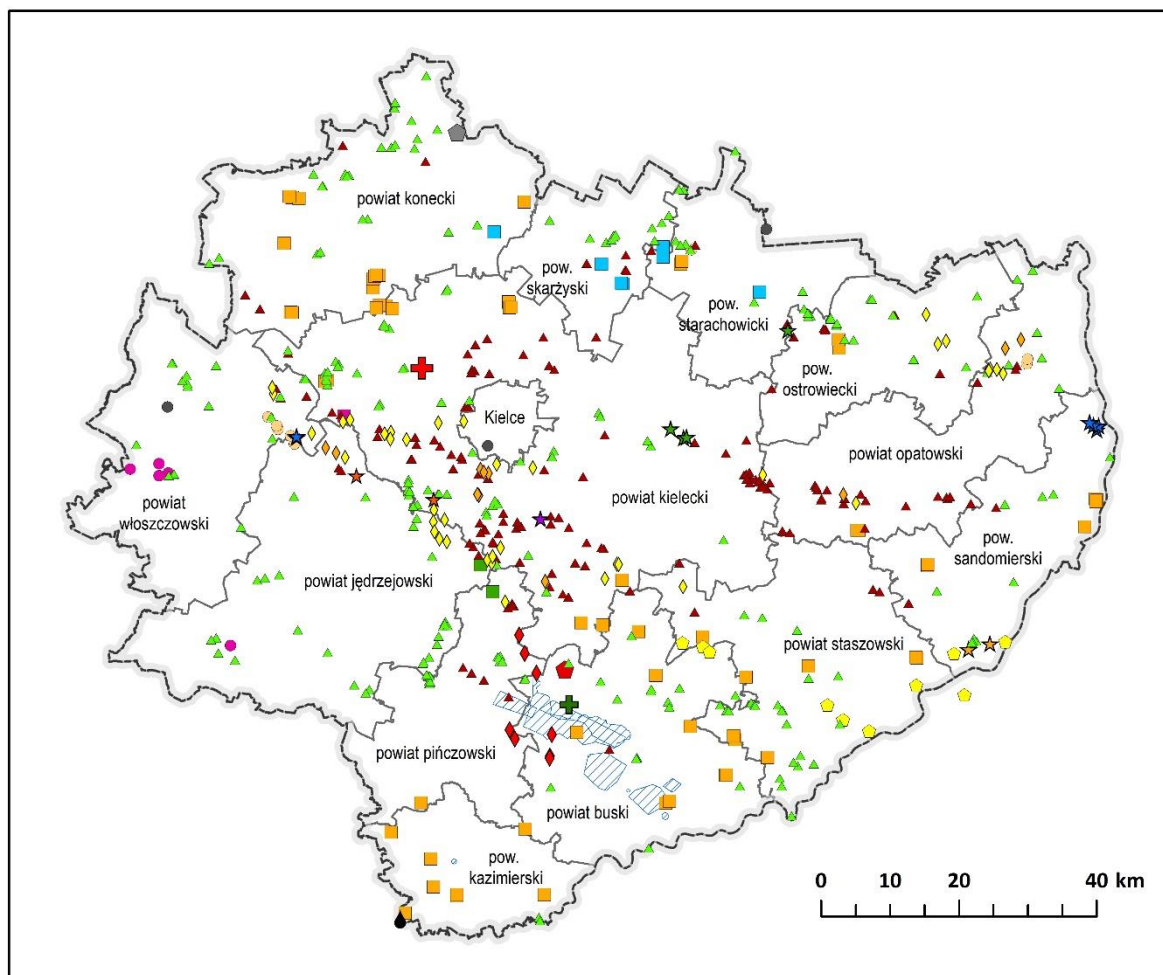 powiat konecki
pow.
skarżyski
pow.
starachowicki
pow.
ostrowiecki
Kielce
powiat opatowski
powiat kielecki
powiat
włoszczowski
pow.
sandomierski
powiat jędrzejowski
powiat staszowski
powiat pińczowski
powiat buski
pow.
kazimierski
0 10 20 40 km